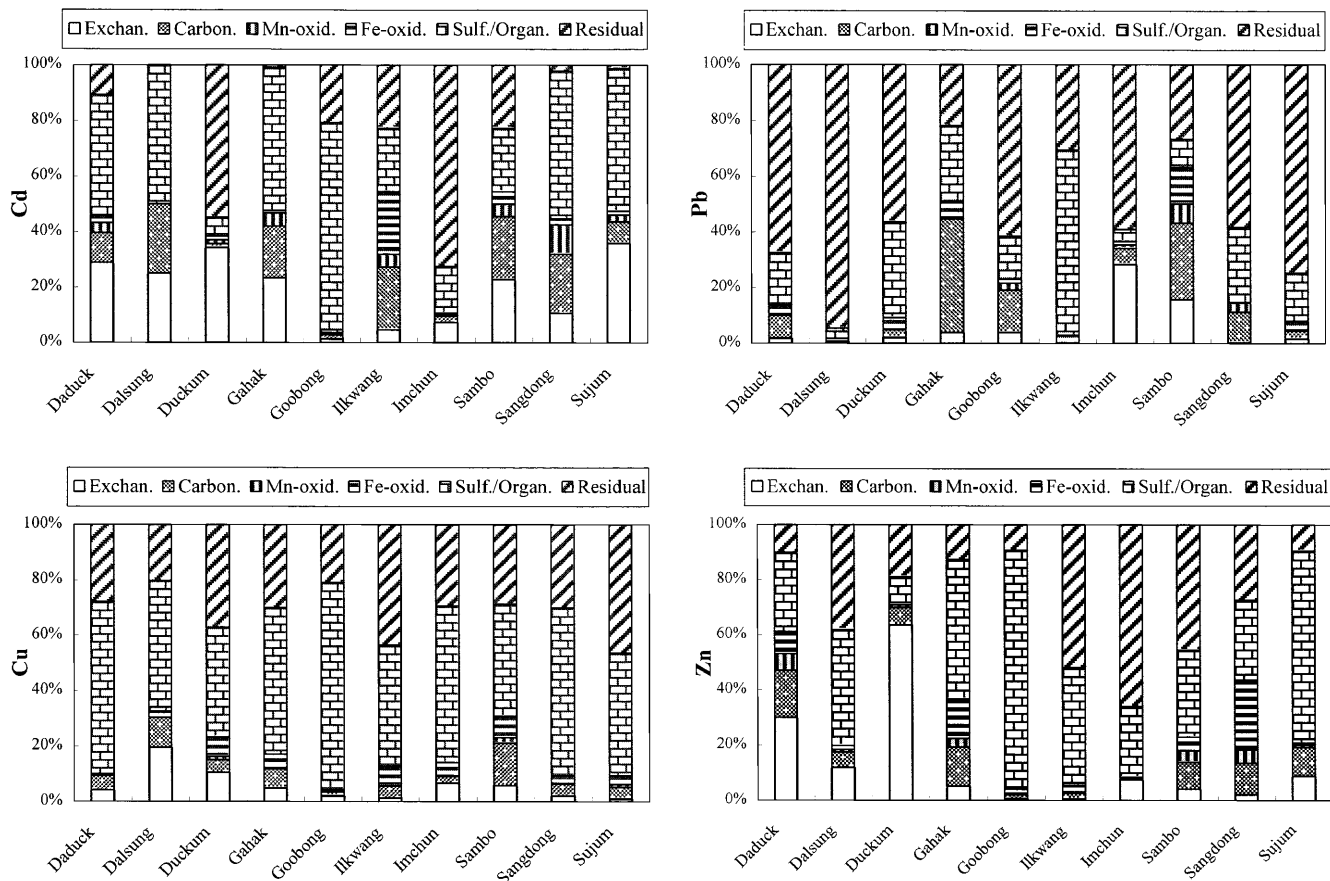 Exchan. Carbon. Mn-oxid. Fe-oxid. Sulf./Organ. Residual
100%
80%
60%
40%
20%
0%
Cd
Daduck
Dalsung
Duckum
Gahak
Goobong
Ilkwang
Imchun
Sambo
Sangdong
Sujum
Exchan. Carbon. Mn-oxid. Fe-oxid. Sulf./Organ. Residual
100%
80%
60%
40%
20%
0%
Pb
Daduck
Dalsung
Duckum
Gahak
Goobong
Ilkwang
Imchun
Sambo
Sangdong
Sujum
Exchan. Carbon. Mn-oxid. Fe-oxid. Sulf./Organ. Residual
100%
80%
60%
40%
20%
0%
Cu
Daduck
Dalsung
Duckum
Gahak
Goobong
Ilkwang
Imchun
Sambo
Sangdong
Sujum
Exchan. Carbon. Mn-oxid. Fe-oxid. Sulf./Organ. Residual
100%
80%
60%
40%
20%
0%
Zn
Daduck
Dalsung
Duckum
Gahak
Goobong
Ilkwang
Imchun
Sambo
Sangdong
Sujum